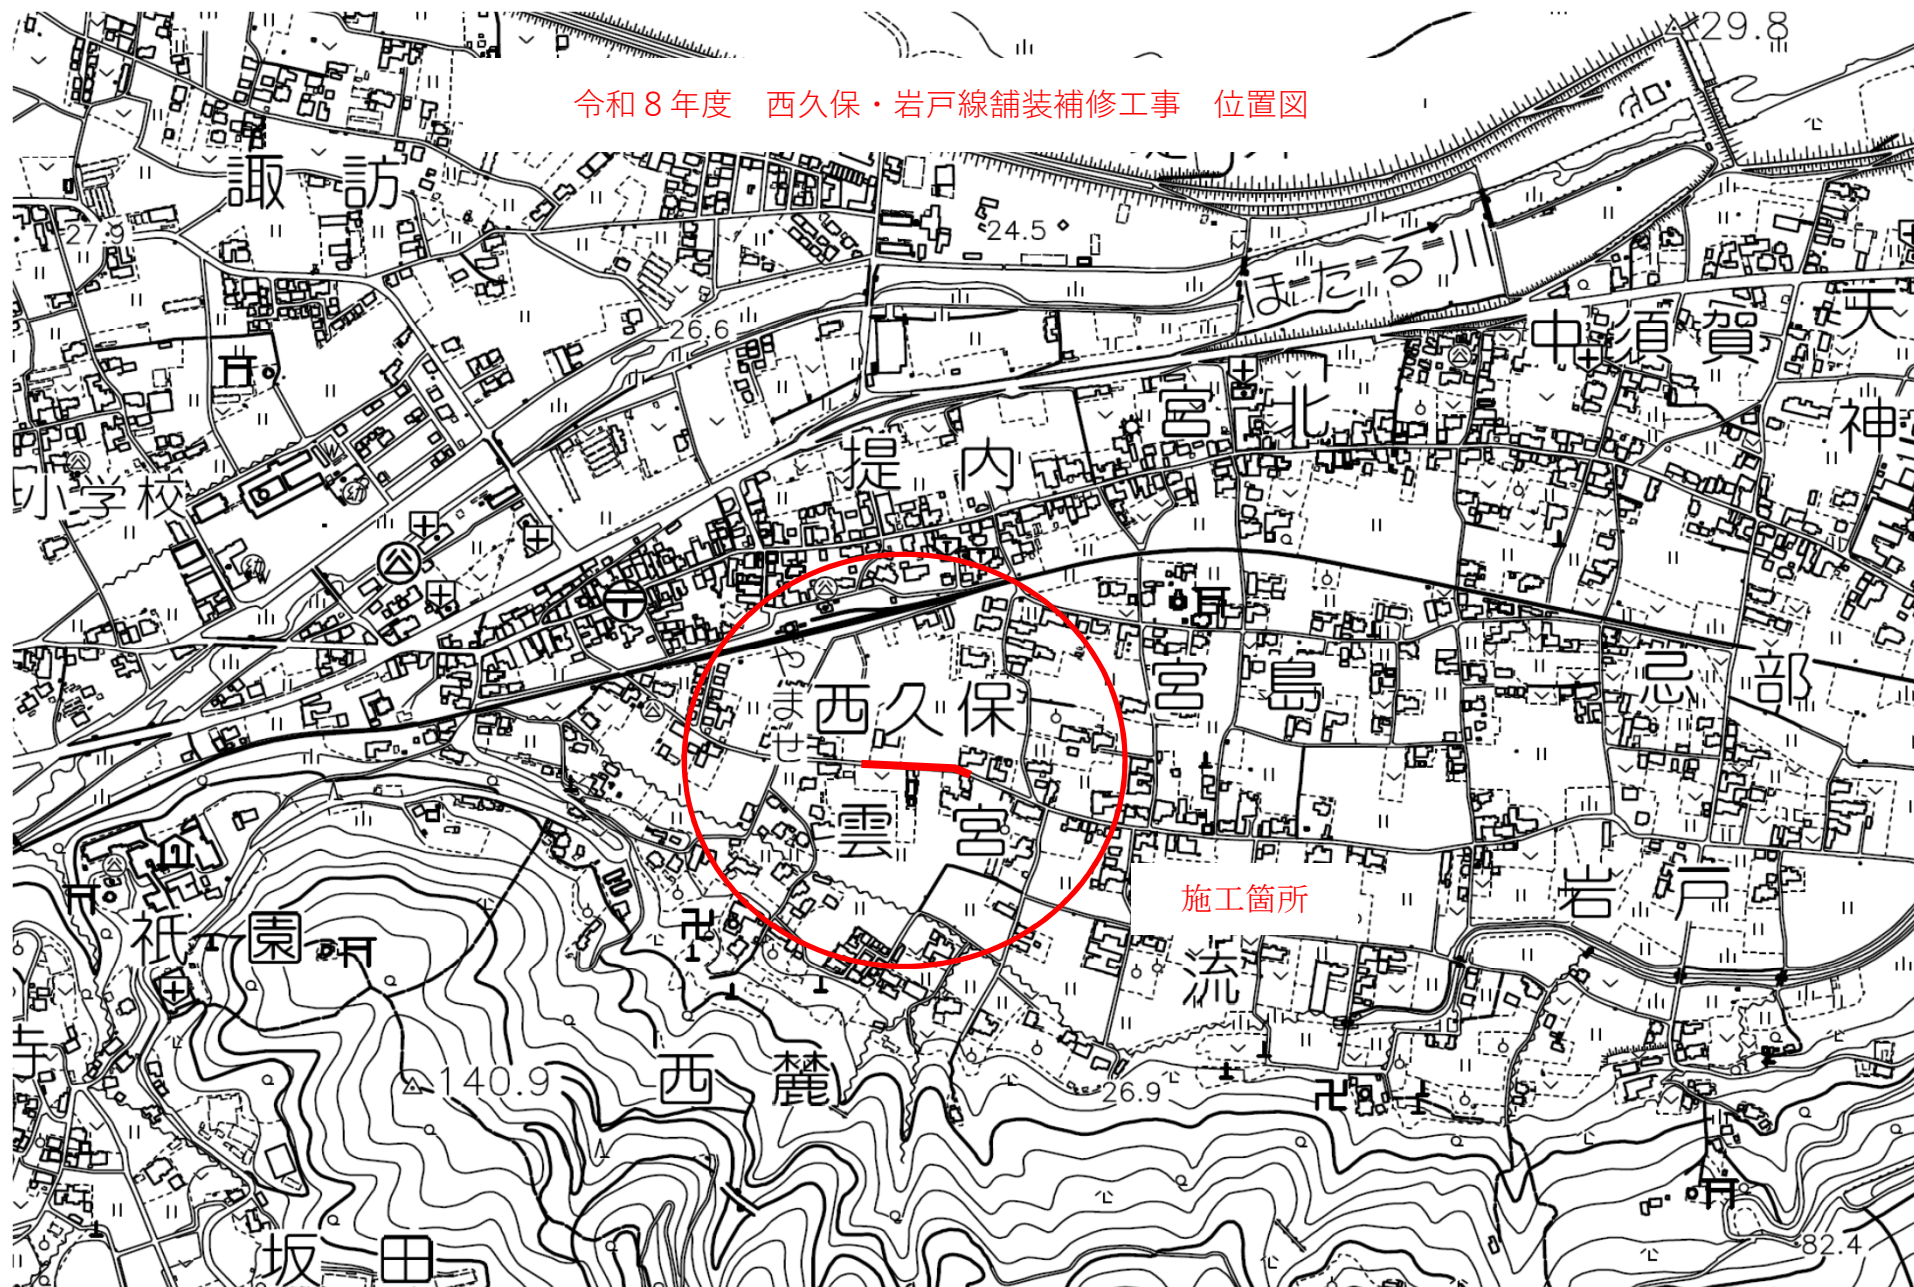 29.8
令和８年度　西久保・岩戸線舗装補修工事　位置図
諏訪
27
24.5
ほたる川
26.6
中須賀
天
神
宮北
堤内
小学校
やませ
西久保
宮島
忌部
雲宮
施工箇所
岩戸
祇園
流
寺
140.9
西麓
26.9
坂田
82.4